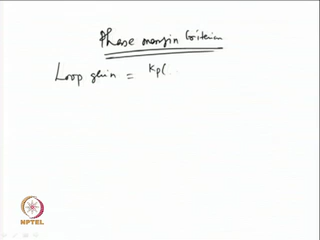 Phase margin Criterion
Loop gain = Kp(
NPTEL